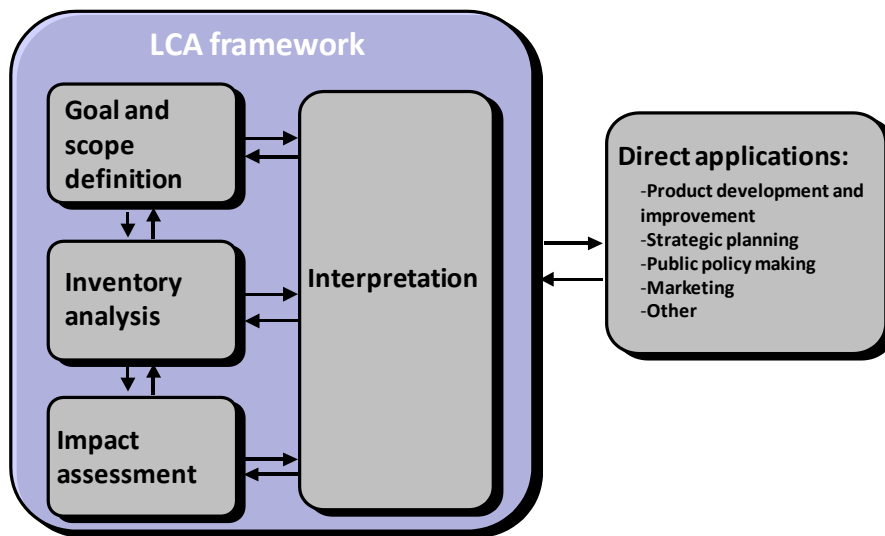 LCA framework
Goal and
scope
definition
Inventory
analysis
Impact
assessment
Interpretation
Direct applications:
-Product development and
improvement
-Strategic planning
-Public policy making
-Marketing
-Other